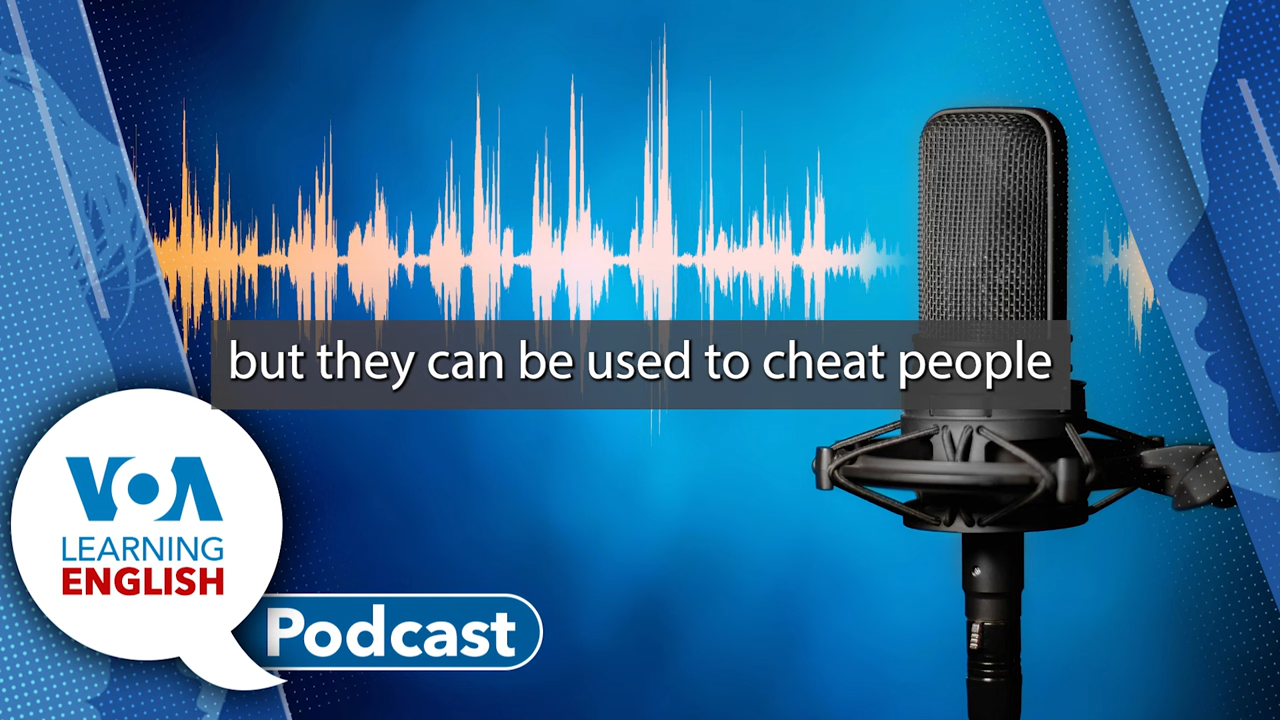 but they can be used to cheat people
VOA
LEARNING
ENGLISH
Podcast